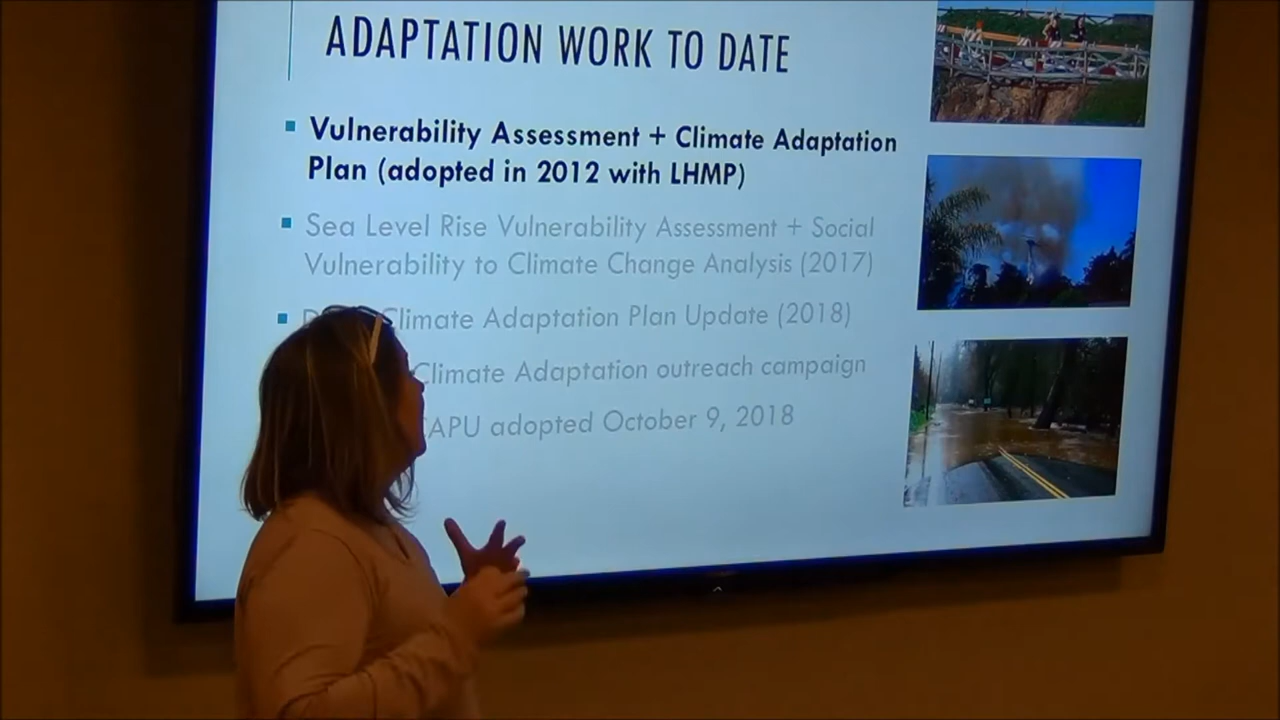 ADAPTATION WORK TO DATE
Vulnerability Assessment + Climate Adaptation
Plan (adopted in 2012 with LHMP)
Sea Level Rise Vulnerability Assessment + Social
Vulnerability to Climate Change Analysis (2017)
Climate Adaptation Plan Update (2018)
Climate Adaptation outreach campaign
CAPU adopted October 9, 2018